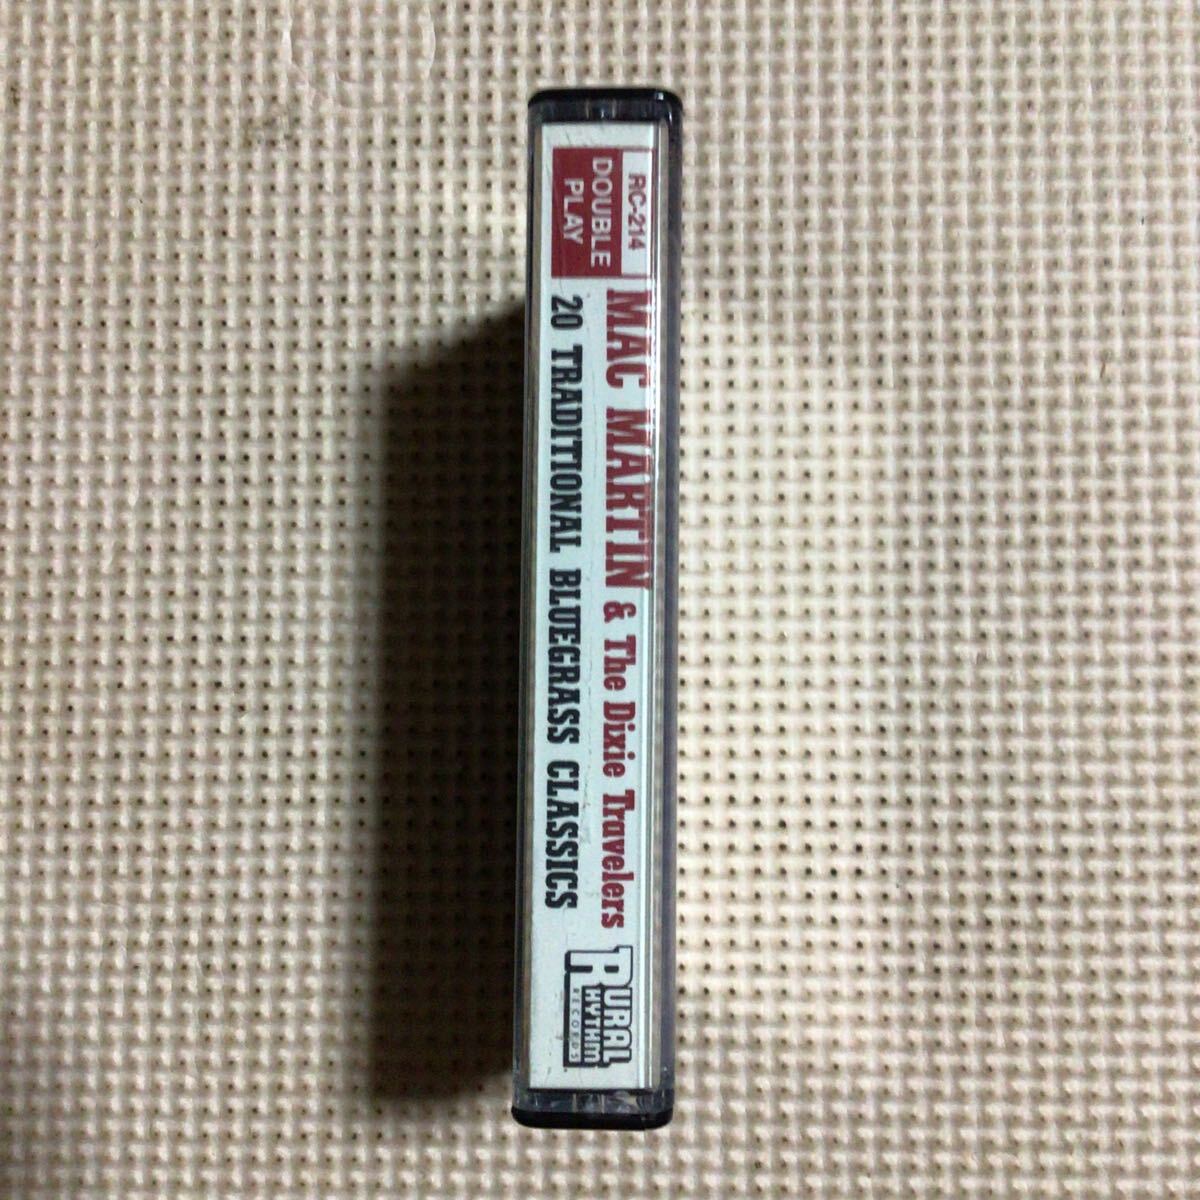 RC-214
DOUBLE
PLAY
MAC MARTIN & The Dixie Travelers
20 TRADITIONAL BLUEGRASS CLASSICS
RURAL
RHYTHM
RECORDS